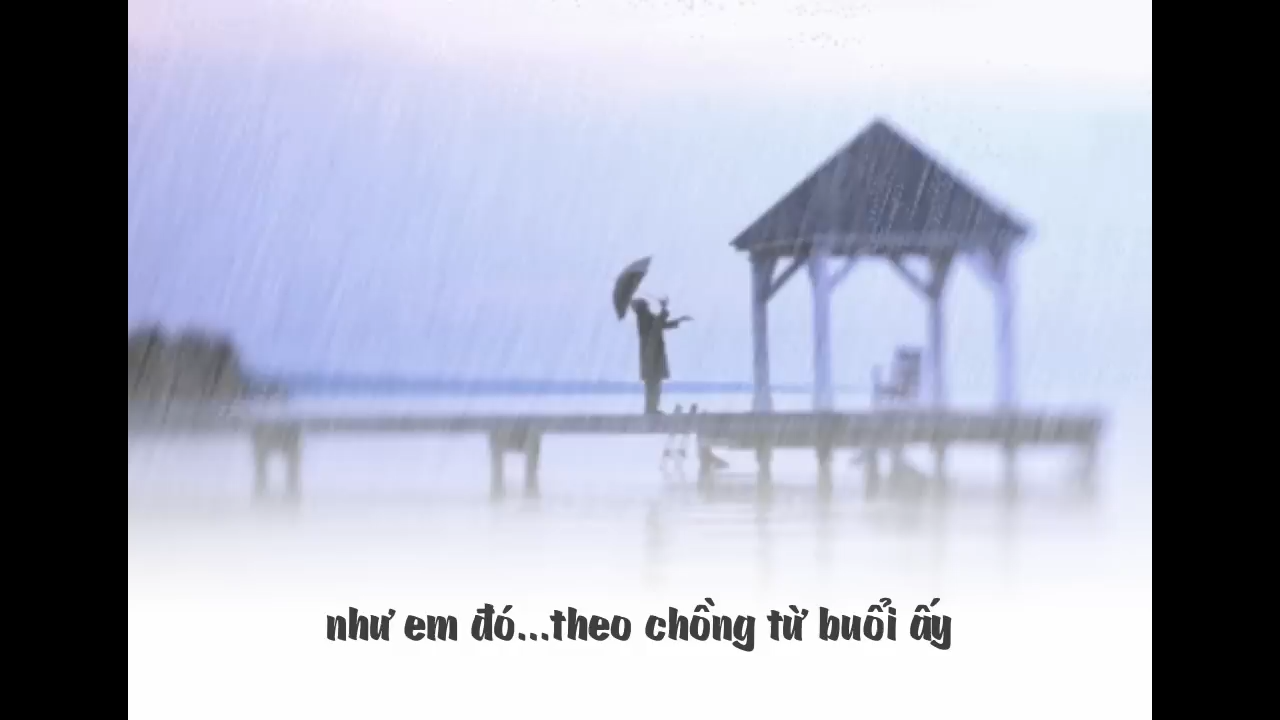 như em đó...theo chồng từ buổi ấy